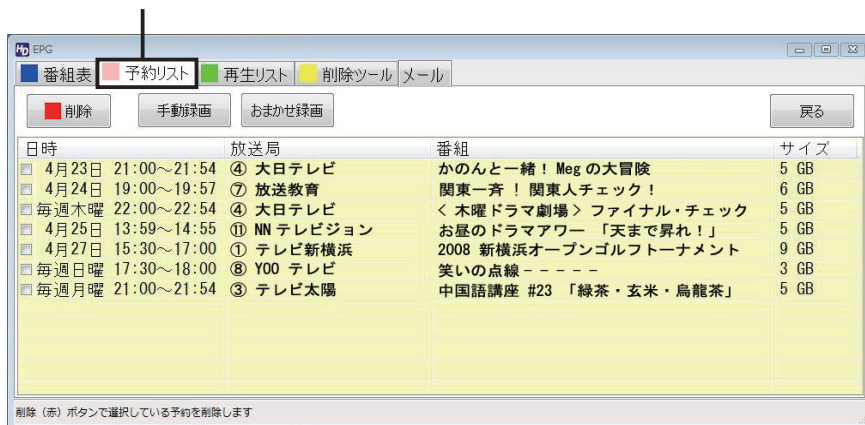 HD EPG
番組表 予約リスト 再生リスト 削除ツール メール
削除 手動録画 おまかせ録画 戻る
日時 放送局 番組 サイズ
4月23日 21:00～21:54 ④ 大日テレビ かのんと一緒！ Meg の大冒険 5 GB
4月24日 19:00～19:57 ⑦ 放送教育 関東一斉 ！ 関東人チェック！ 6 GB
毎週木曜 22:00～22:54 ④ 大日テレビ < 木曜ドラマ劇場> ファイナル・チェック 5 GB
4月25日 13:59～14:55 ⑪ NN テレビジョン お昼のドラマアワー 「天まで昇れ！」 5 GB
4月27日 15:30～17:00 ① テレビ新横浜 2008 新横浜オープンゴルフトーナメント 9 GB
毎週日曜 17:30～18:00 ⑧ YOO テレビ 笑いの点線 - - - - - 3 GB
毎週月曜 21:00～21:54 ③ テレビ太陽 中国語講座 #23 「緑茶・玄米・烏龍茶」 5 GB
削除（赤）ボタンで選択している予約を削除します